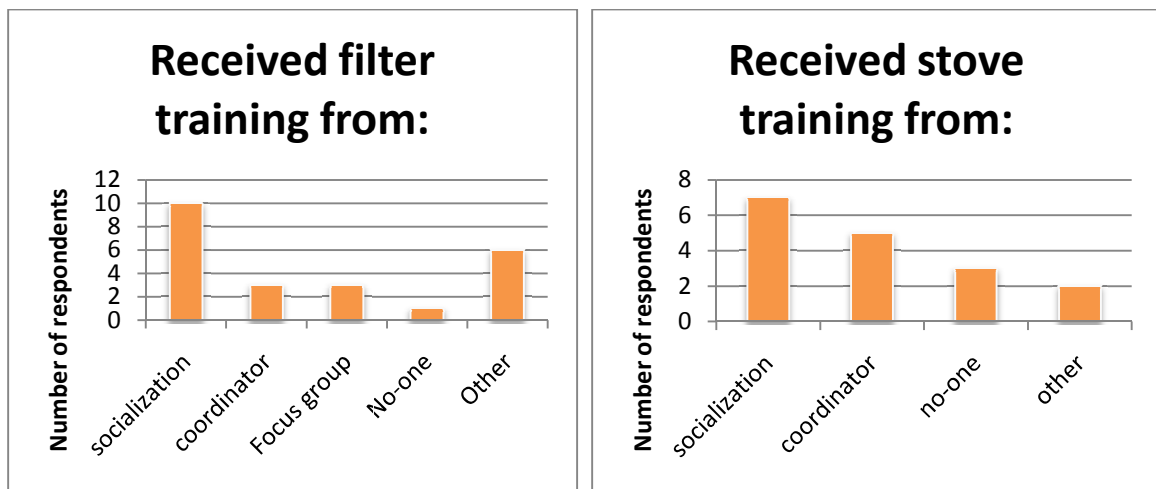 Received filter
training from:
Number of respondents
12
10
8
6
4
2
0
socialization
coordinator
Focus group
No-one
Other
Received stove
training from:
Number of respondents
8
6
4
2
0
socialization
coordinator
no-one
other